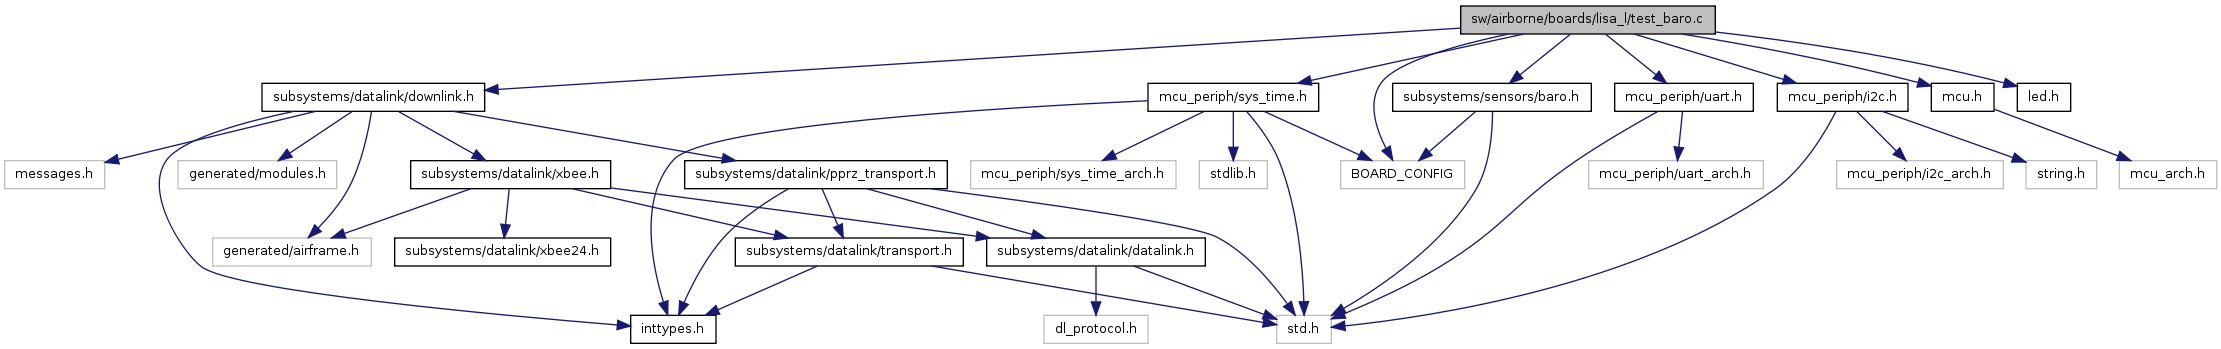 sw/airborne/boards/lisa_l/test_baro.c
subsystems/datalink/downlink.h
mcu_periph/sys_time.h
subsystems/sensors/baro.h
mcu_periph/uart.h
mcu_periph/i2c.h
mcu.h
led.h
messages.h
generated/modules.h
subsystems/datalink/xbee.h
subsystems/datalink/pprz_transport.h
mcu_periph/sys_time_arch.h
stdlib.h
BOARD_CONFIG
mcu_periph/uart_arch.h
mcu_periph/i2c_arch.h
string.h
mcu_arch.h
generated/airframe.h
subsystems/datalink/xbee24.h
subsystems/datalink/transport.h
subsystems/datalink/datalink.h
inttypes.h
dl_protocol.h
std.h